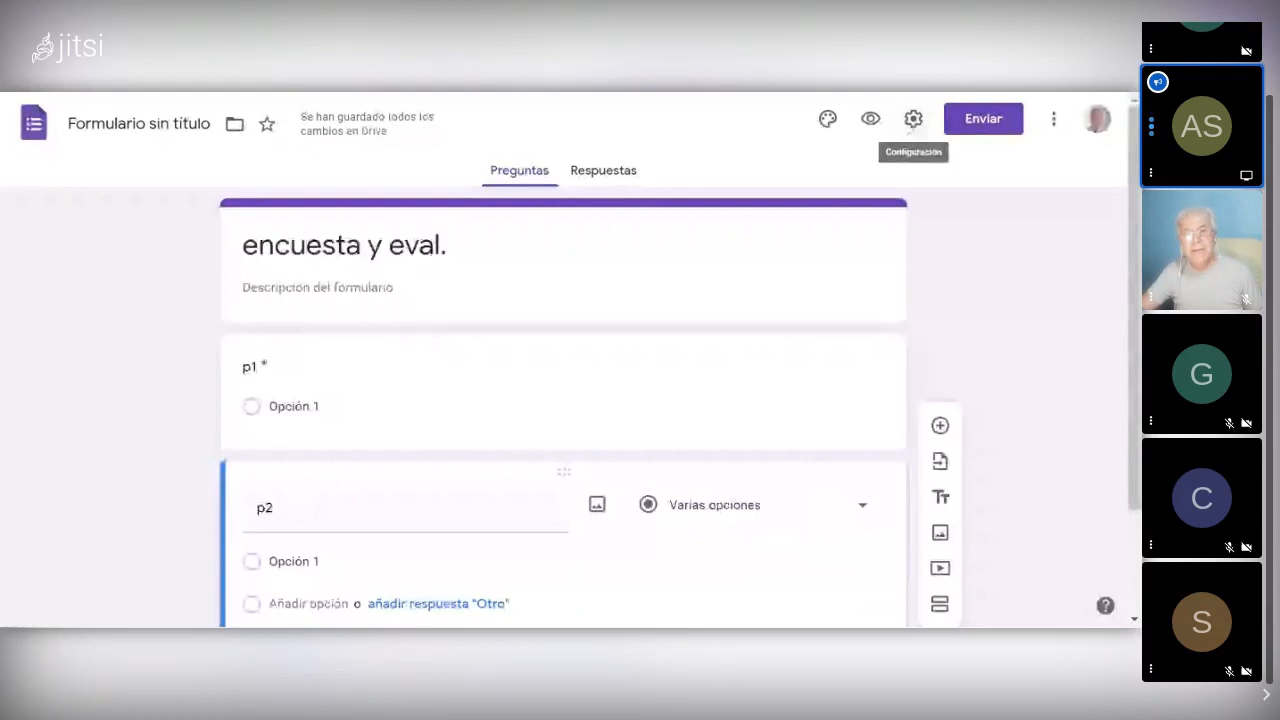 jitsi
Formulario sin título
Se han guardado todos los
cambios en Drive
Enviar
Configuración
Preguntas Respuestas
encuesta y eval.
Descripción del formulario
p1 *
Opción 1
p2
Varias opciones
Opción 1
Añadir opción o añadir respuesta "Otro"
Tт
AS
G
C
S